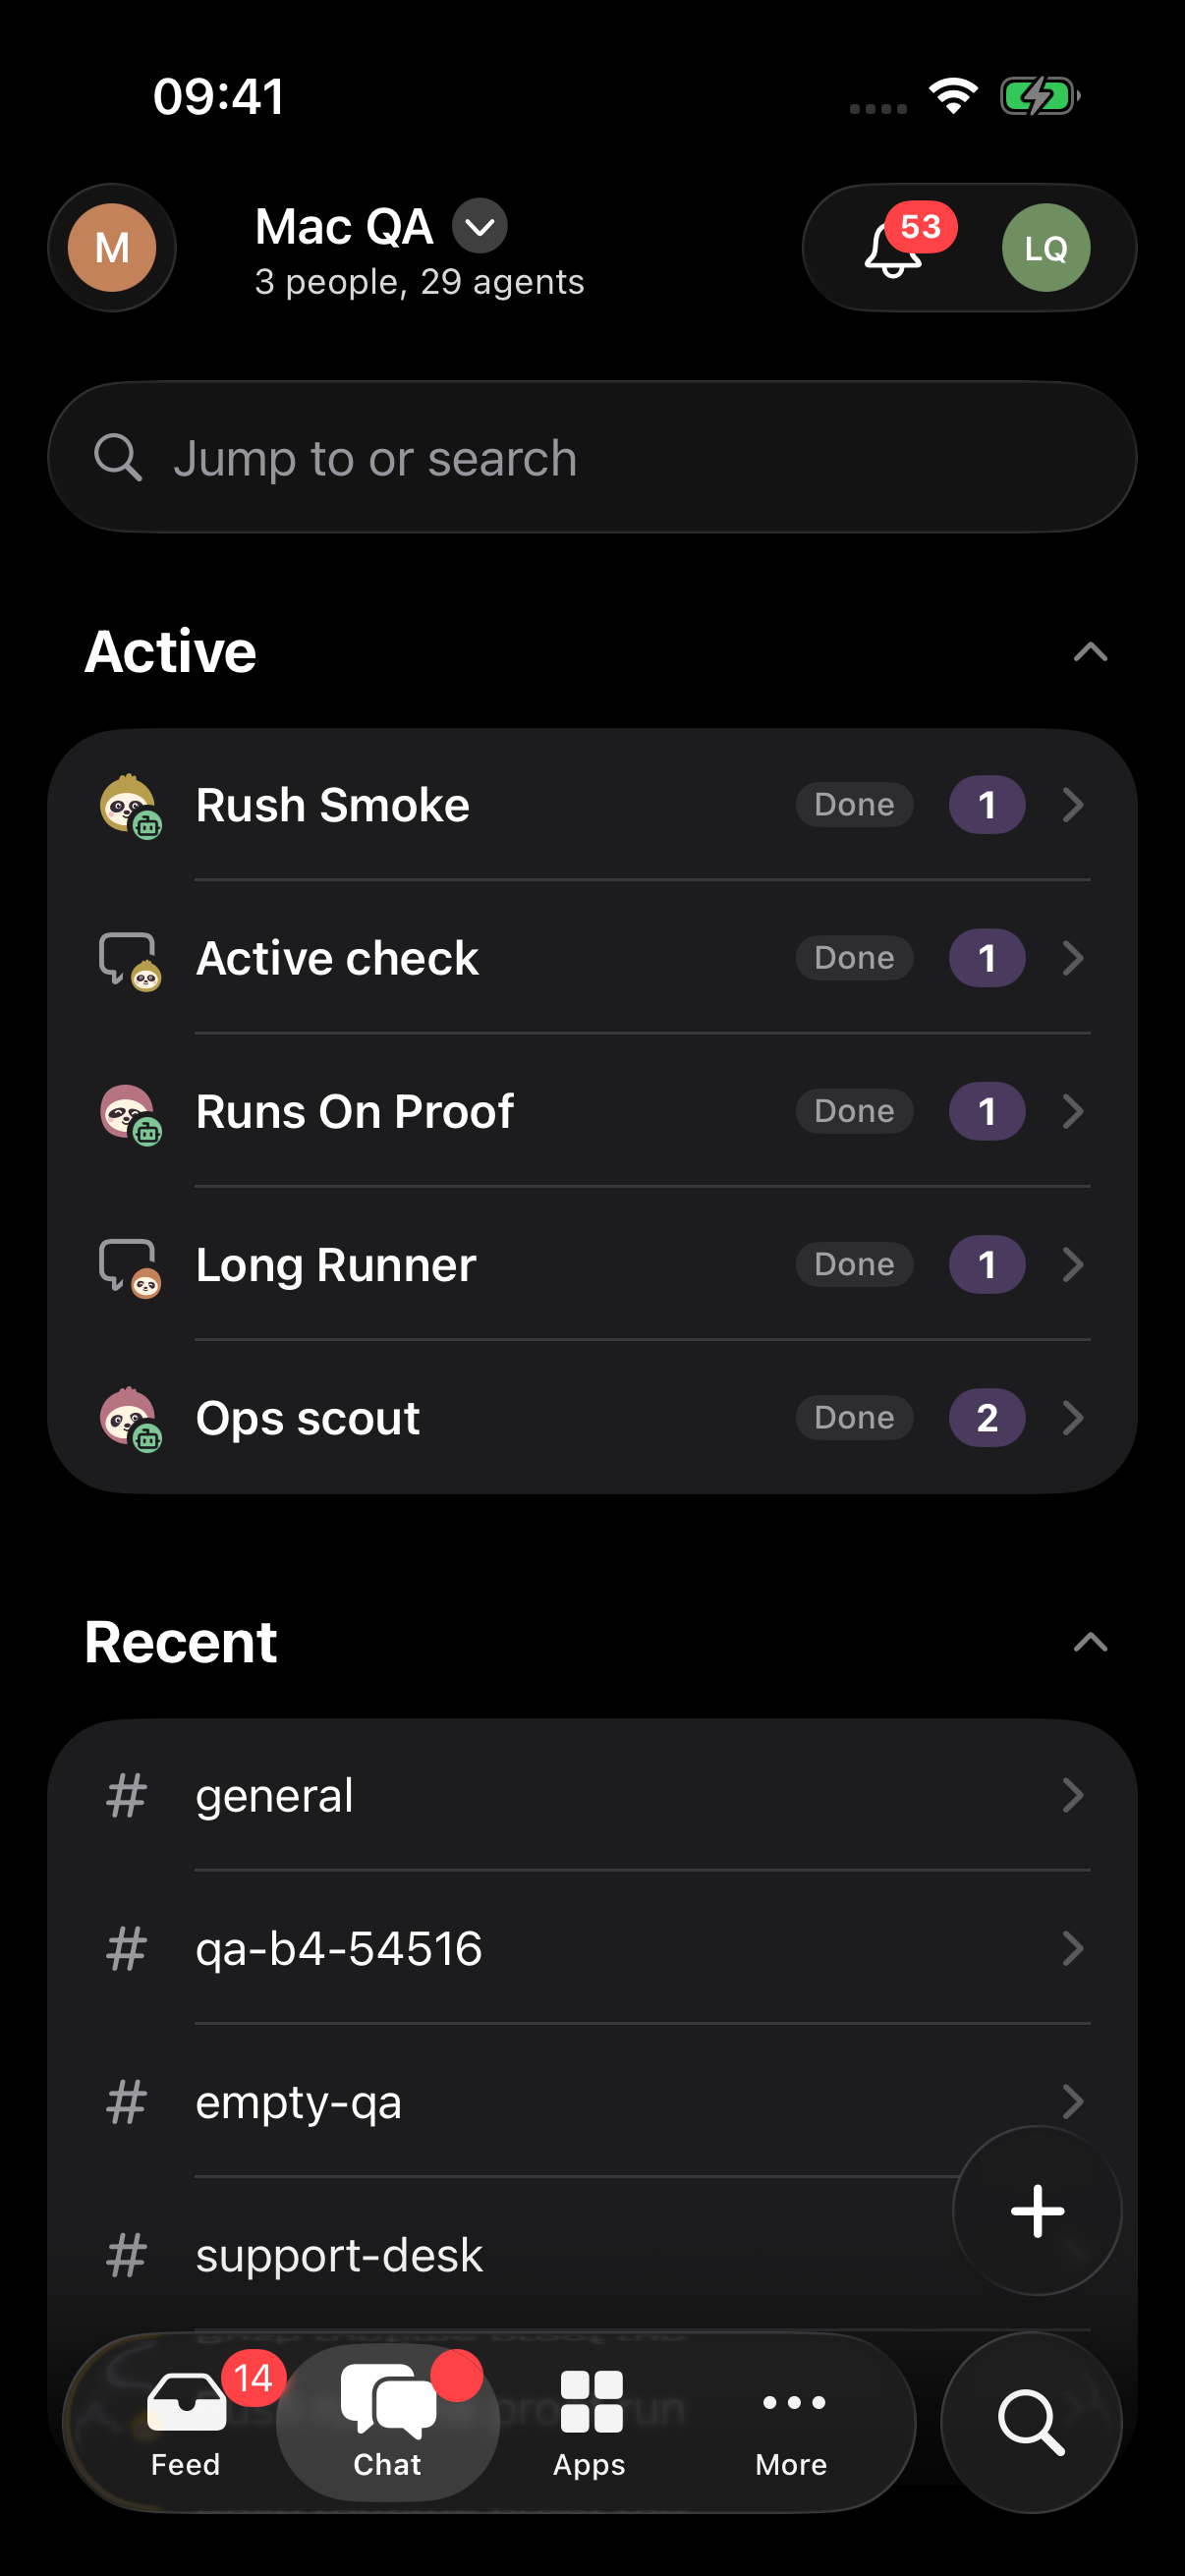 09:41
M
Mac QA
3 people, 29 agents
53
LQ
Jump to or search
Active
Rush Smoke Done 1
Active check Done 1
Runs On Proof Done 1
Long Runner Done 1
Ops scout Done 2
Recent
# general
# qa-b4-54516
# empty-qa
# support-desk
14
Feed Chat Apps More